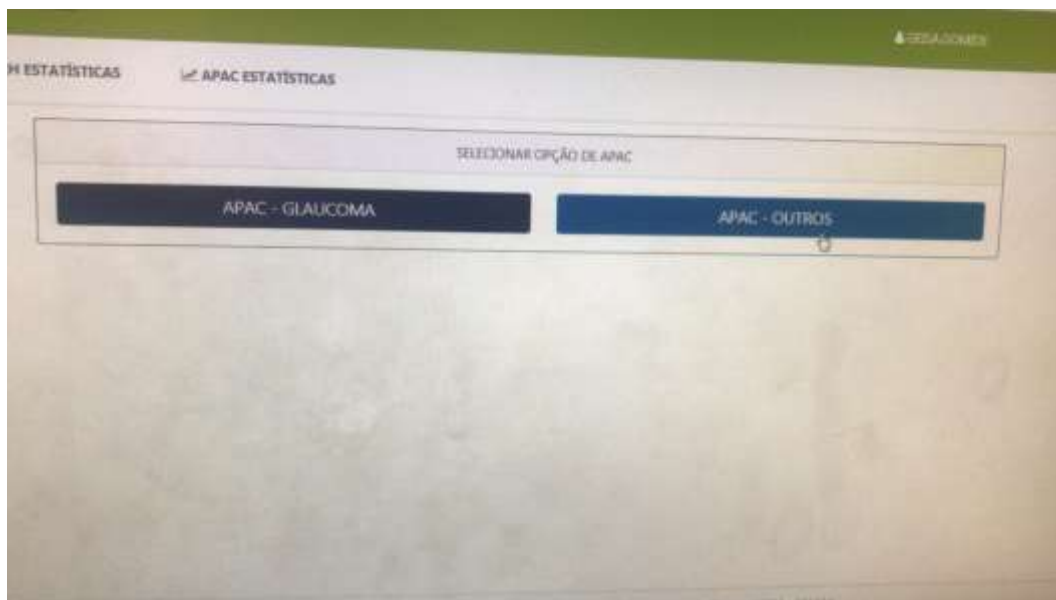 H ESTATÍSTICAS
APAC ESTATÍSTICAS
SELECIONAR OPÇÃO DE APAC
APAC - GLAUCOMA
APAC - OUTROS